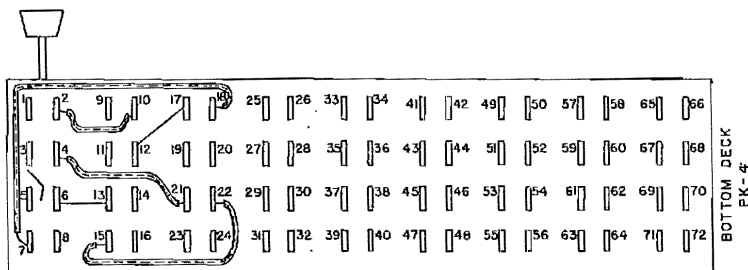 1 2 9 10 17 18 25 26 33 34 41 42 49 50 57 58 65 66
3 4 11 12 19 20 27 28 35 36 43 44 51 52 59 60 67 68
5 6 13 14 21 22 29 30 37 38 45 46 53 54 61 62 69 70
7 8 15 16 23 24 31 32 39 40 47 48 55 56 63 64 71 72
BOTTOM DECK
PK-4